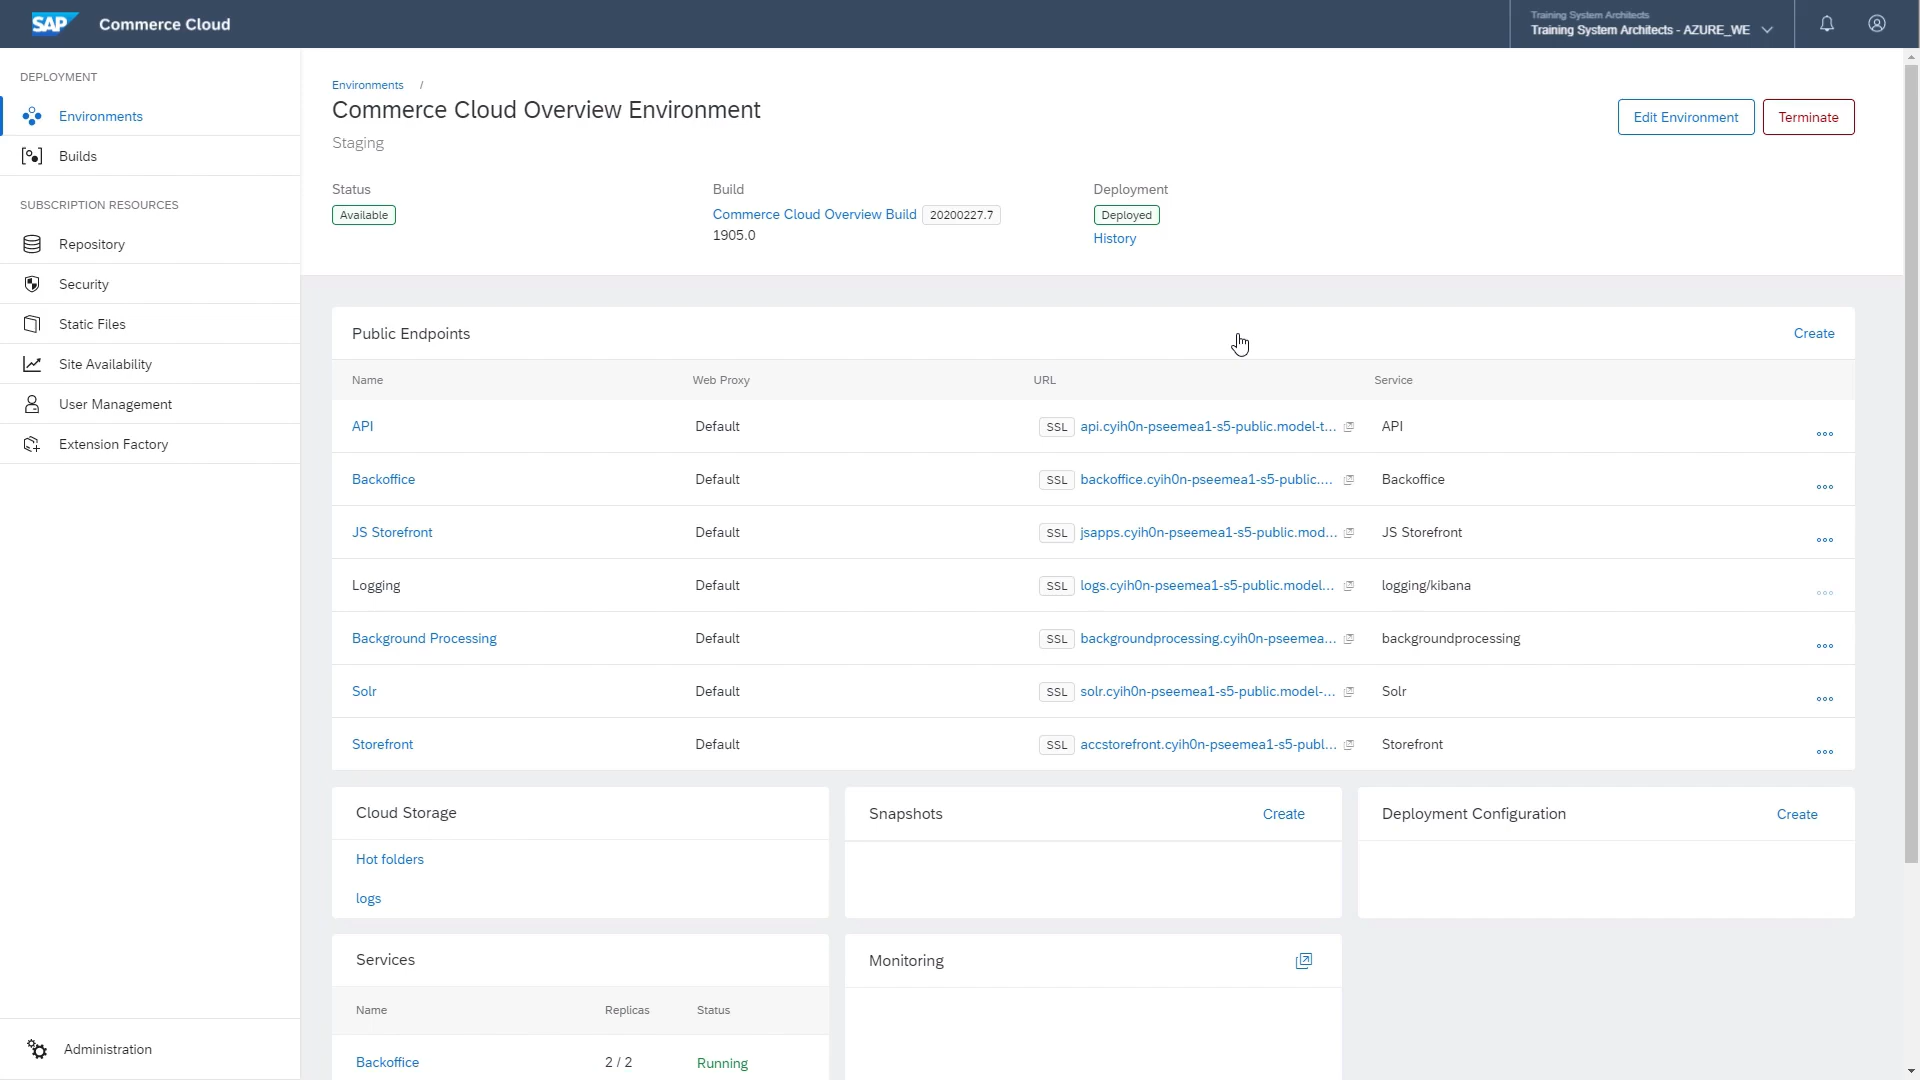 SAP Commerce Cloud
Training System Architects
Training System Architects - AZURE_WE
DEPLOYMENT
Environments
Builds
SUBSCRIPTION RESOURCES
Repository
Security
Static Files
Site Availability
User Management
Extension Factory
Administration
Environments /
Commerce Cloud Overview Environment
Staging
Edit Environment
Terminate
Status
Available
Build
Commerce Cloud Overview Build 20200227.7
1905.0
Deployment
Deployed
History
Public Endpoints Create
Name Web Proxy URL Service
API Default SSL api.cyih0n-pseemea1-s5-public.model-t... API
Backoffice Default SSL backoffice.cyih0n-pseemea1-s5-public.... Backoffice
JS Storefront Default SSL jsapps.cyih0n-pseemea1-s5-public.mod... JS Storefront
Logging Default SSL logs.cyih0n-pseemea1-s5-public.model... logging/kibana
Background Processing Default SSL backgroundprocessing.cyih0n-pseemea... backgroundprocessing
Solr Default SSL solr.cyih0n-pseemea1-s5-public.model-... Solr
Storefront Default SSL accstorefront.cyih0n-pseemea1-s5-publ... Storefront
Cloud Storage
Hot folders
logs
Snapshots Create
Deployment Configuration Create
Services
Name Replicas Status
Backoffice 2 / 2 Running
Monitoring